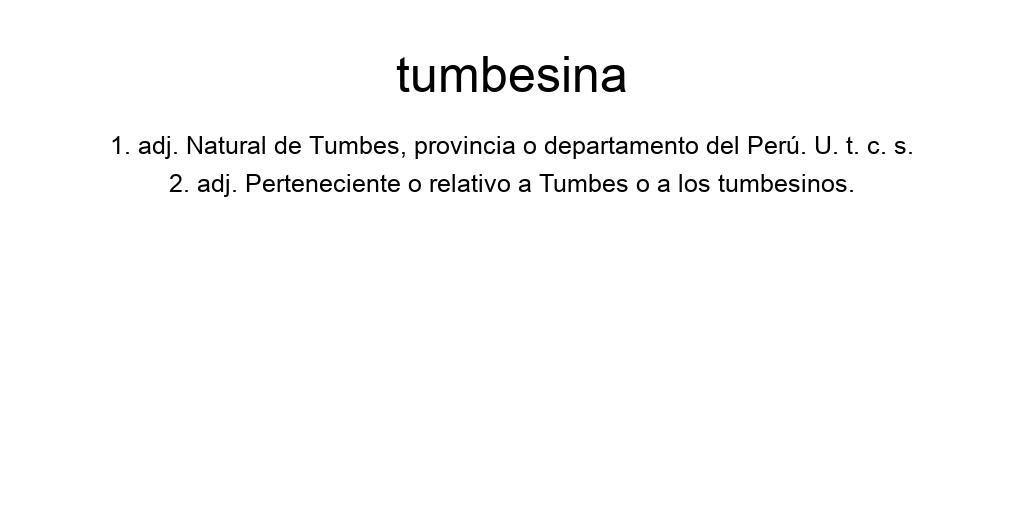 tumbesina
1. adj. Natural de Tumbes, provincia o departamento del Perú. U. t. c. s.
2. adj. Perteneciente o relativo a Tumbes o a los tumbesinos.